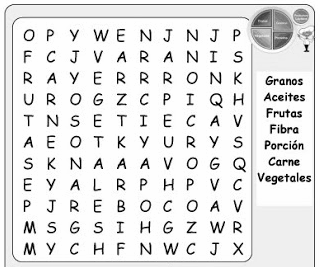 O P Y W E N J N J P
F C J V A R A N I S
R A Y E R R R O N K
U R O G Z C P I Q H
T N S E T I E C A V
A E O T K Y U R Y S
S K N A A A V O G Q
E Y A L R P H P V C
P J R E B O C O A V
M S G S I H G Z W R
M Y C H F N W C J X
Granos
Aceites
Frutas
Fibra
Porción
Carne
Vegetales